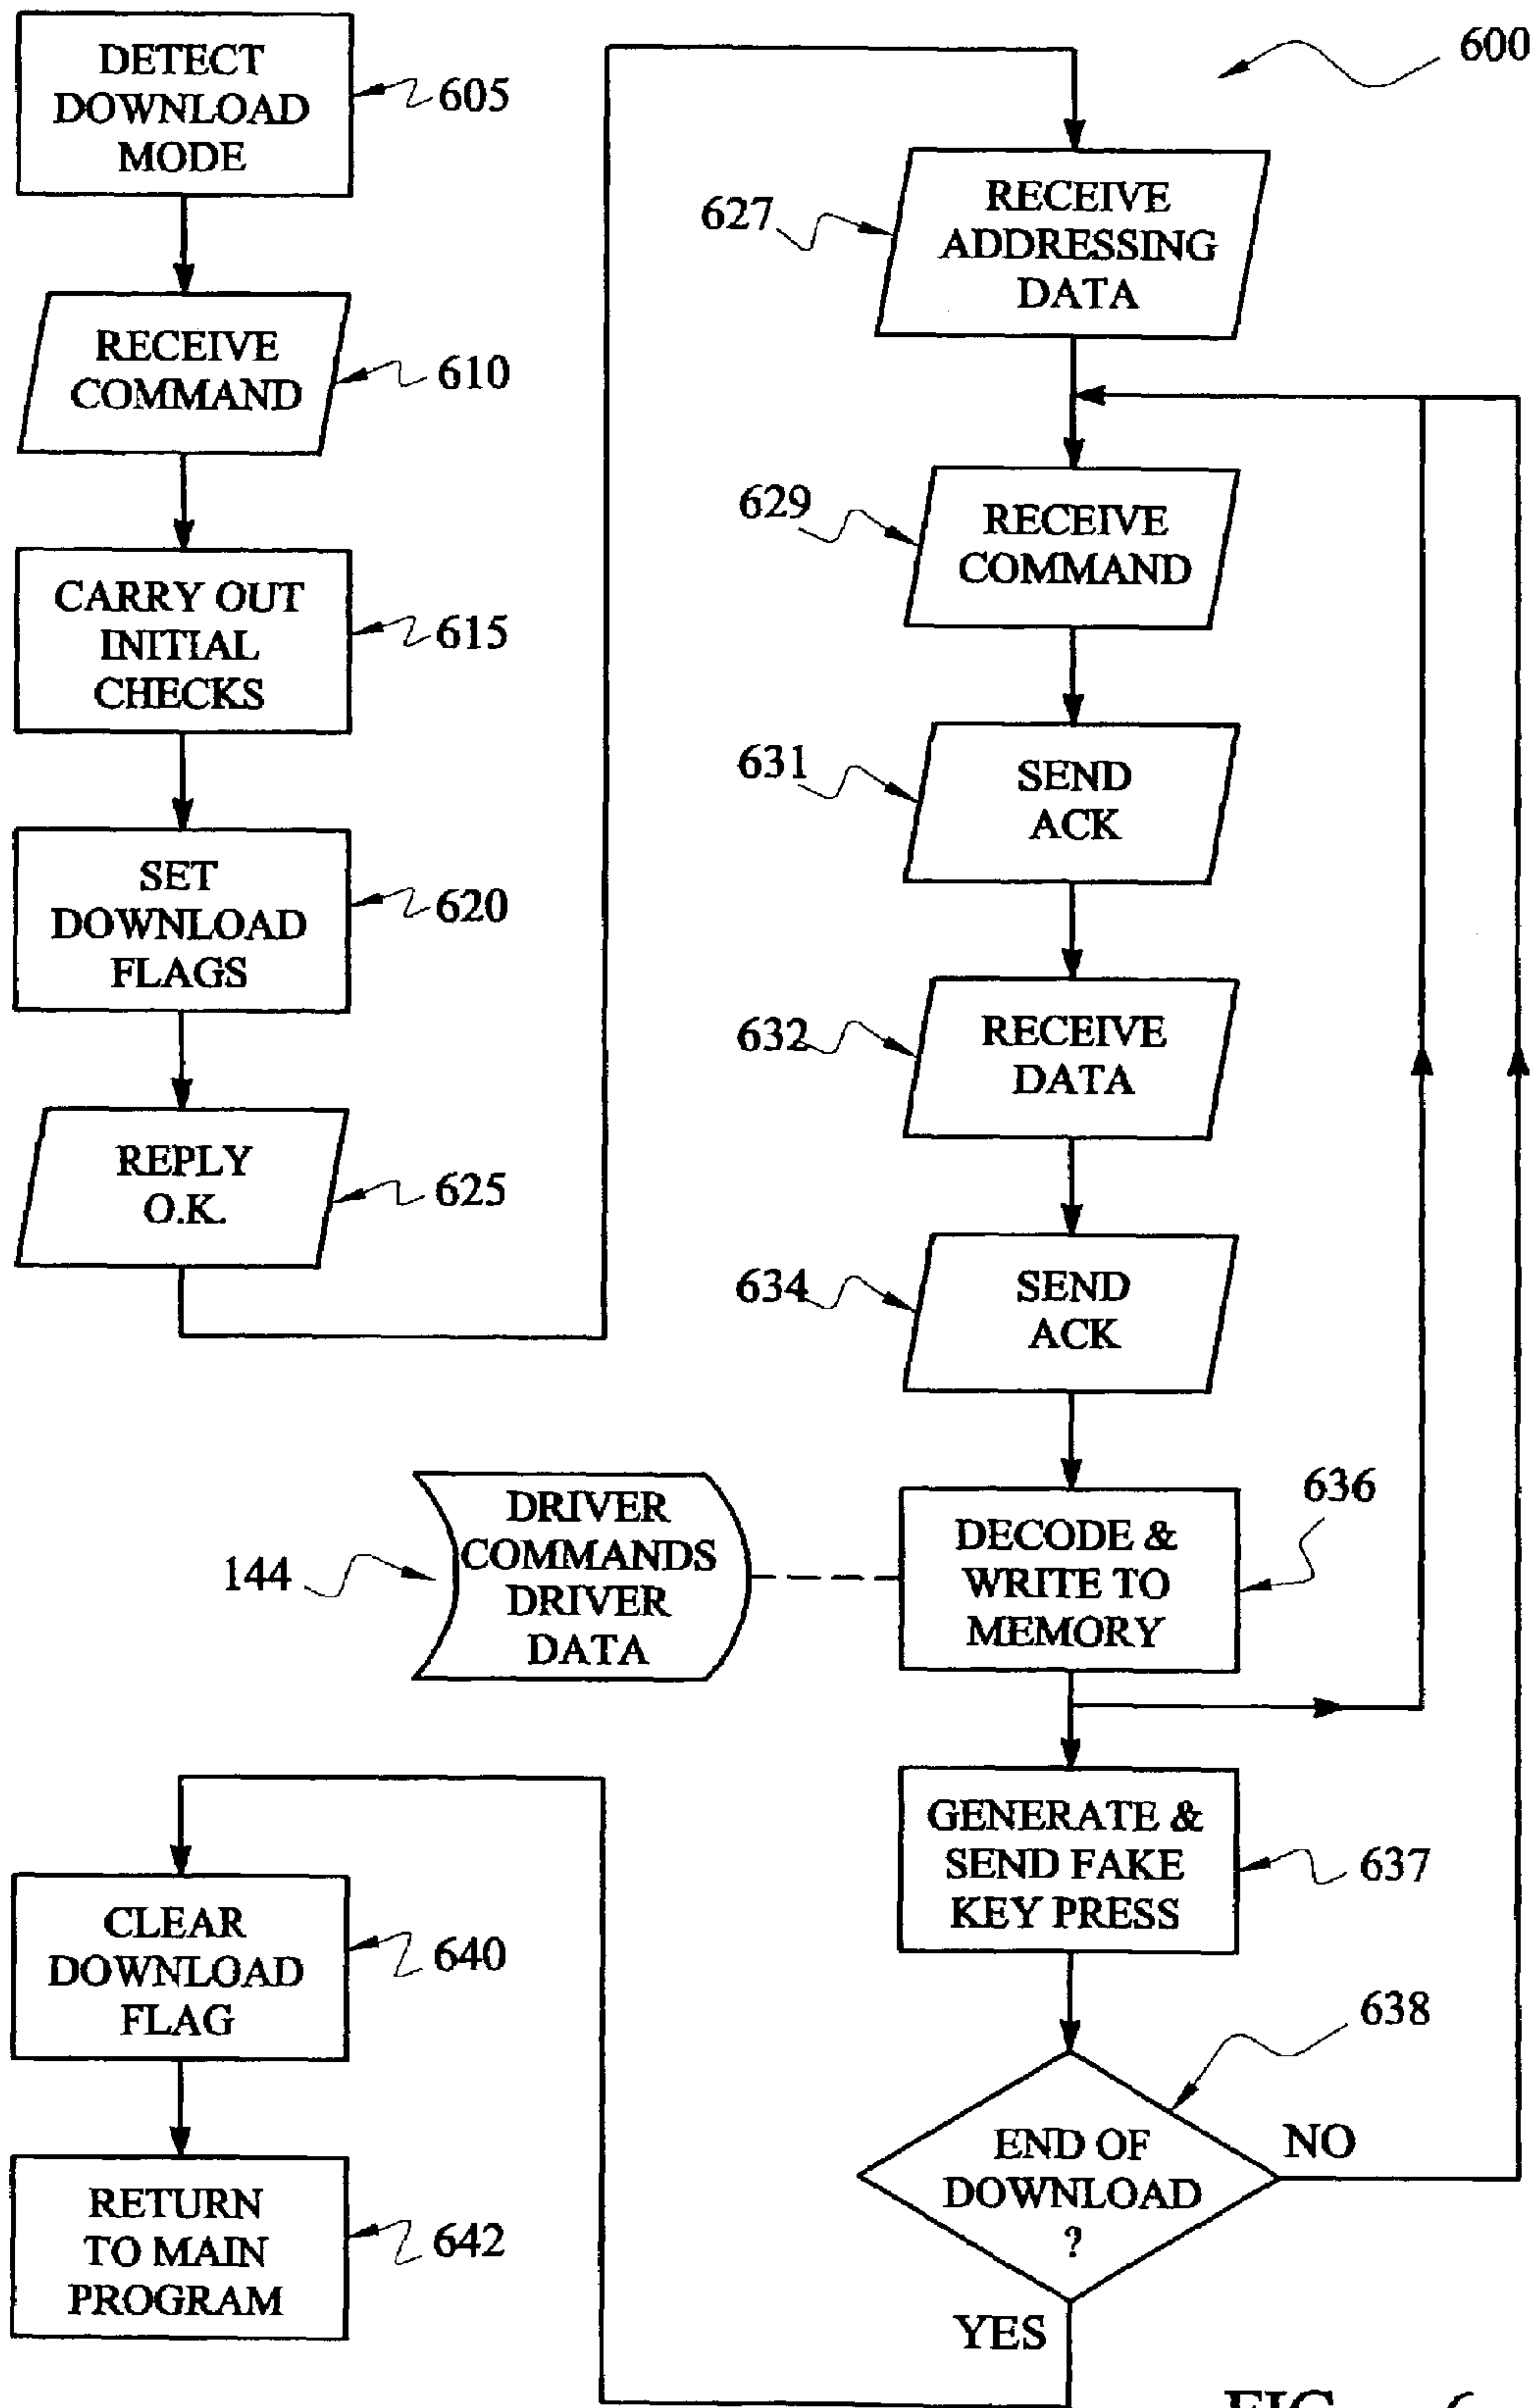 DETECT
DOWNLOAD
MODE
605
RECEIVE
COMMAND
610
CARRY OUT
INITIAL
CHECKS
615
SET
DOWNLOAD
FLAGS
620
REPLY
O.K.
625
600
RECEIVE
ADDRESSING
DATA
627
RECEIVE
COMMAND
629
SEND
ACK
631
RECEIVE
DATA
632
SEND
ACK
634
DECODE &
WRITE TO
MEMORY
636
DRIVER
COMMANDS
DRIVER
DATA
144
GENERATE &
SEND FAKE
KEY PRESS
637
END OF
DOWNLOAD
?
638
NO
YES
CLEAR
DOWNLOAD
FLAG
640
RETURN
TO MAIN
PROGRAM
642